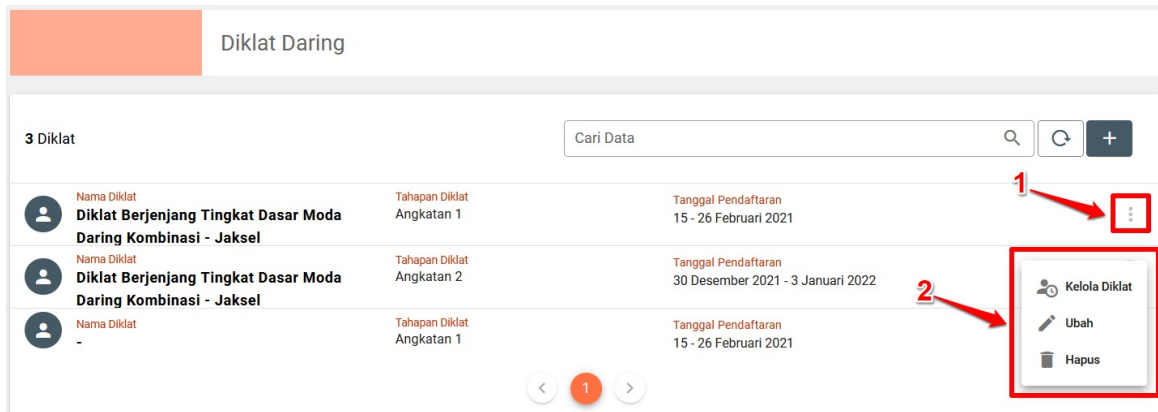 Diklat Daring
3 Diklat
Cari Data
+
1
Nama Diklat
Tahapan Diklat
Tanggal Pendaftaran
Diklat Berjenjang Tingkat Dasar Moda
Angkatan 1
15 - 26 Februari 2021
Daring Kombinasi - Jaksel
Nama Diklat
Tahapan Diklat
Tanggal Pendaftaran
Diklat Berjenjang Tingkat Dasar Moda
Angkatan 2
30 Desember 2021 - 3 Januari 2022
Daring Kombinasi - Jaksel
2
Kelola Diklat
Ubah
Hapus
Nama Diklat
Tahapan Diklat
Tanggal Pendaftaran
-
Angkatan 1
15 - 26 Februari 2021
< 1 >